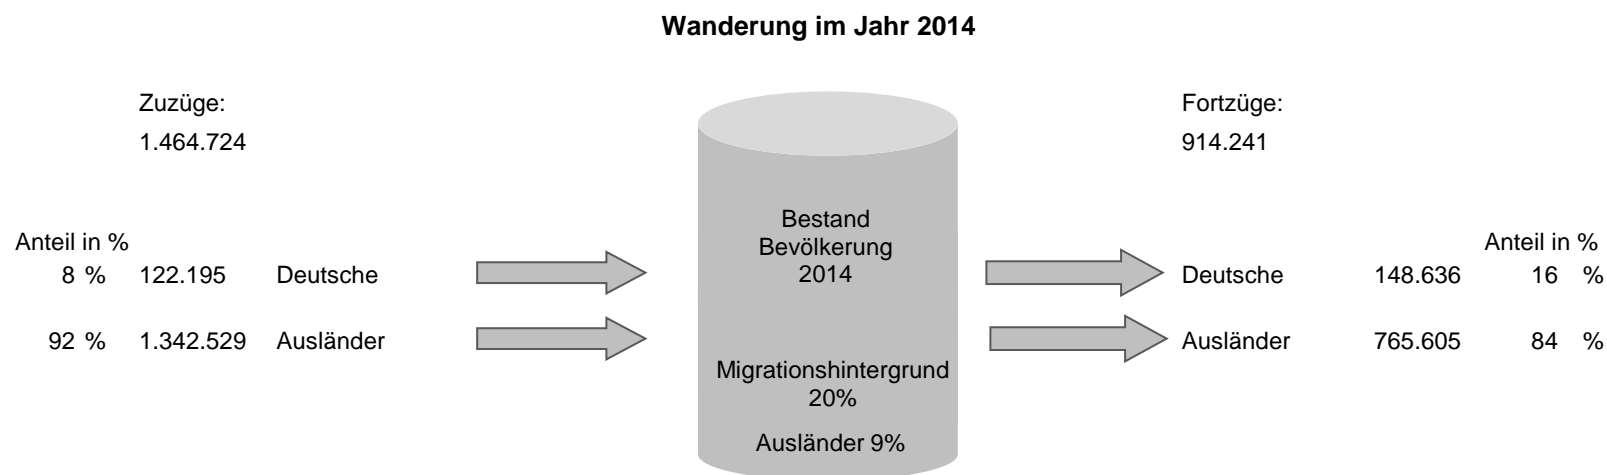 Wanderung im Jahr 2014
Zuzüge:
1.464.724
Fortzüge:
914.241
Bestand
Bevölkerung
2014
Anteil in %
8 % 122.195 Deutsche
92 % 1.342.529 Ausländer
Migrationshintergrund
20%
Ausländer 9%
Anteil in %
Deutsche 148.636 16 %
Ausländer 765.605 84 %